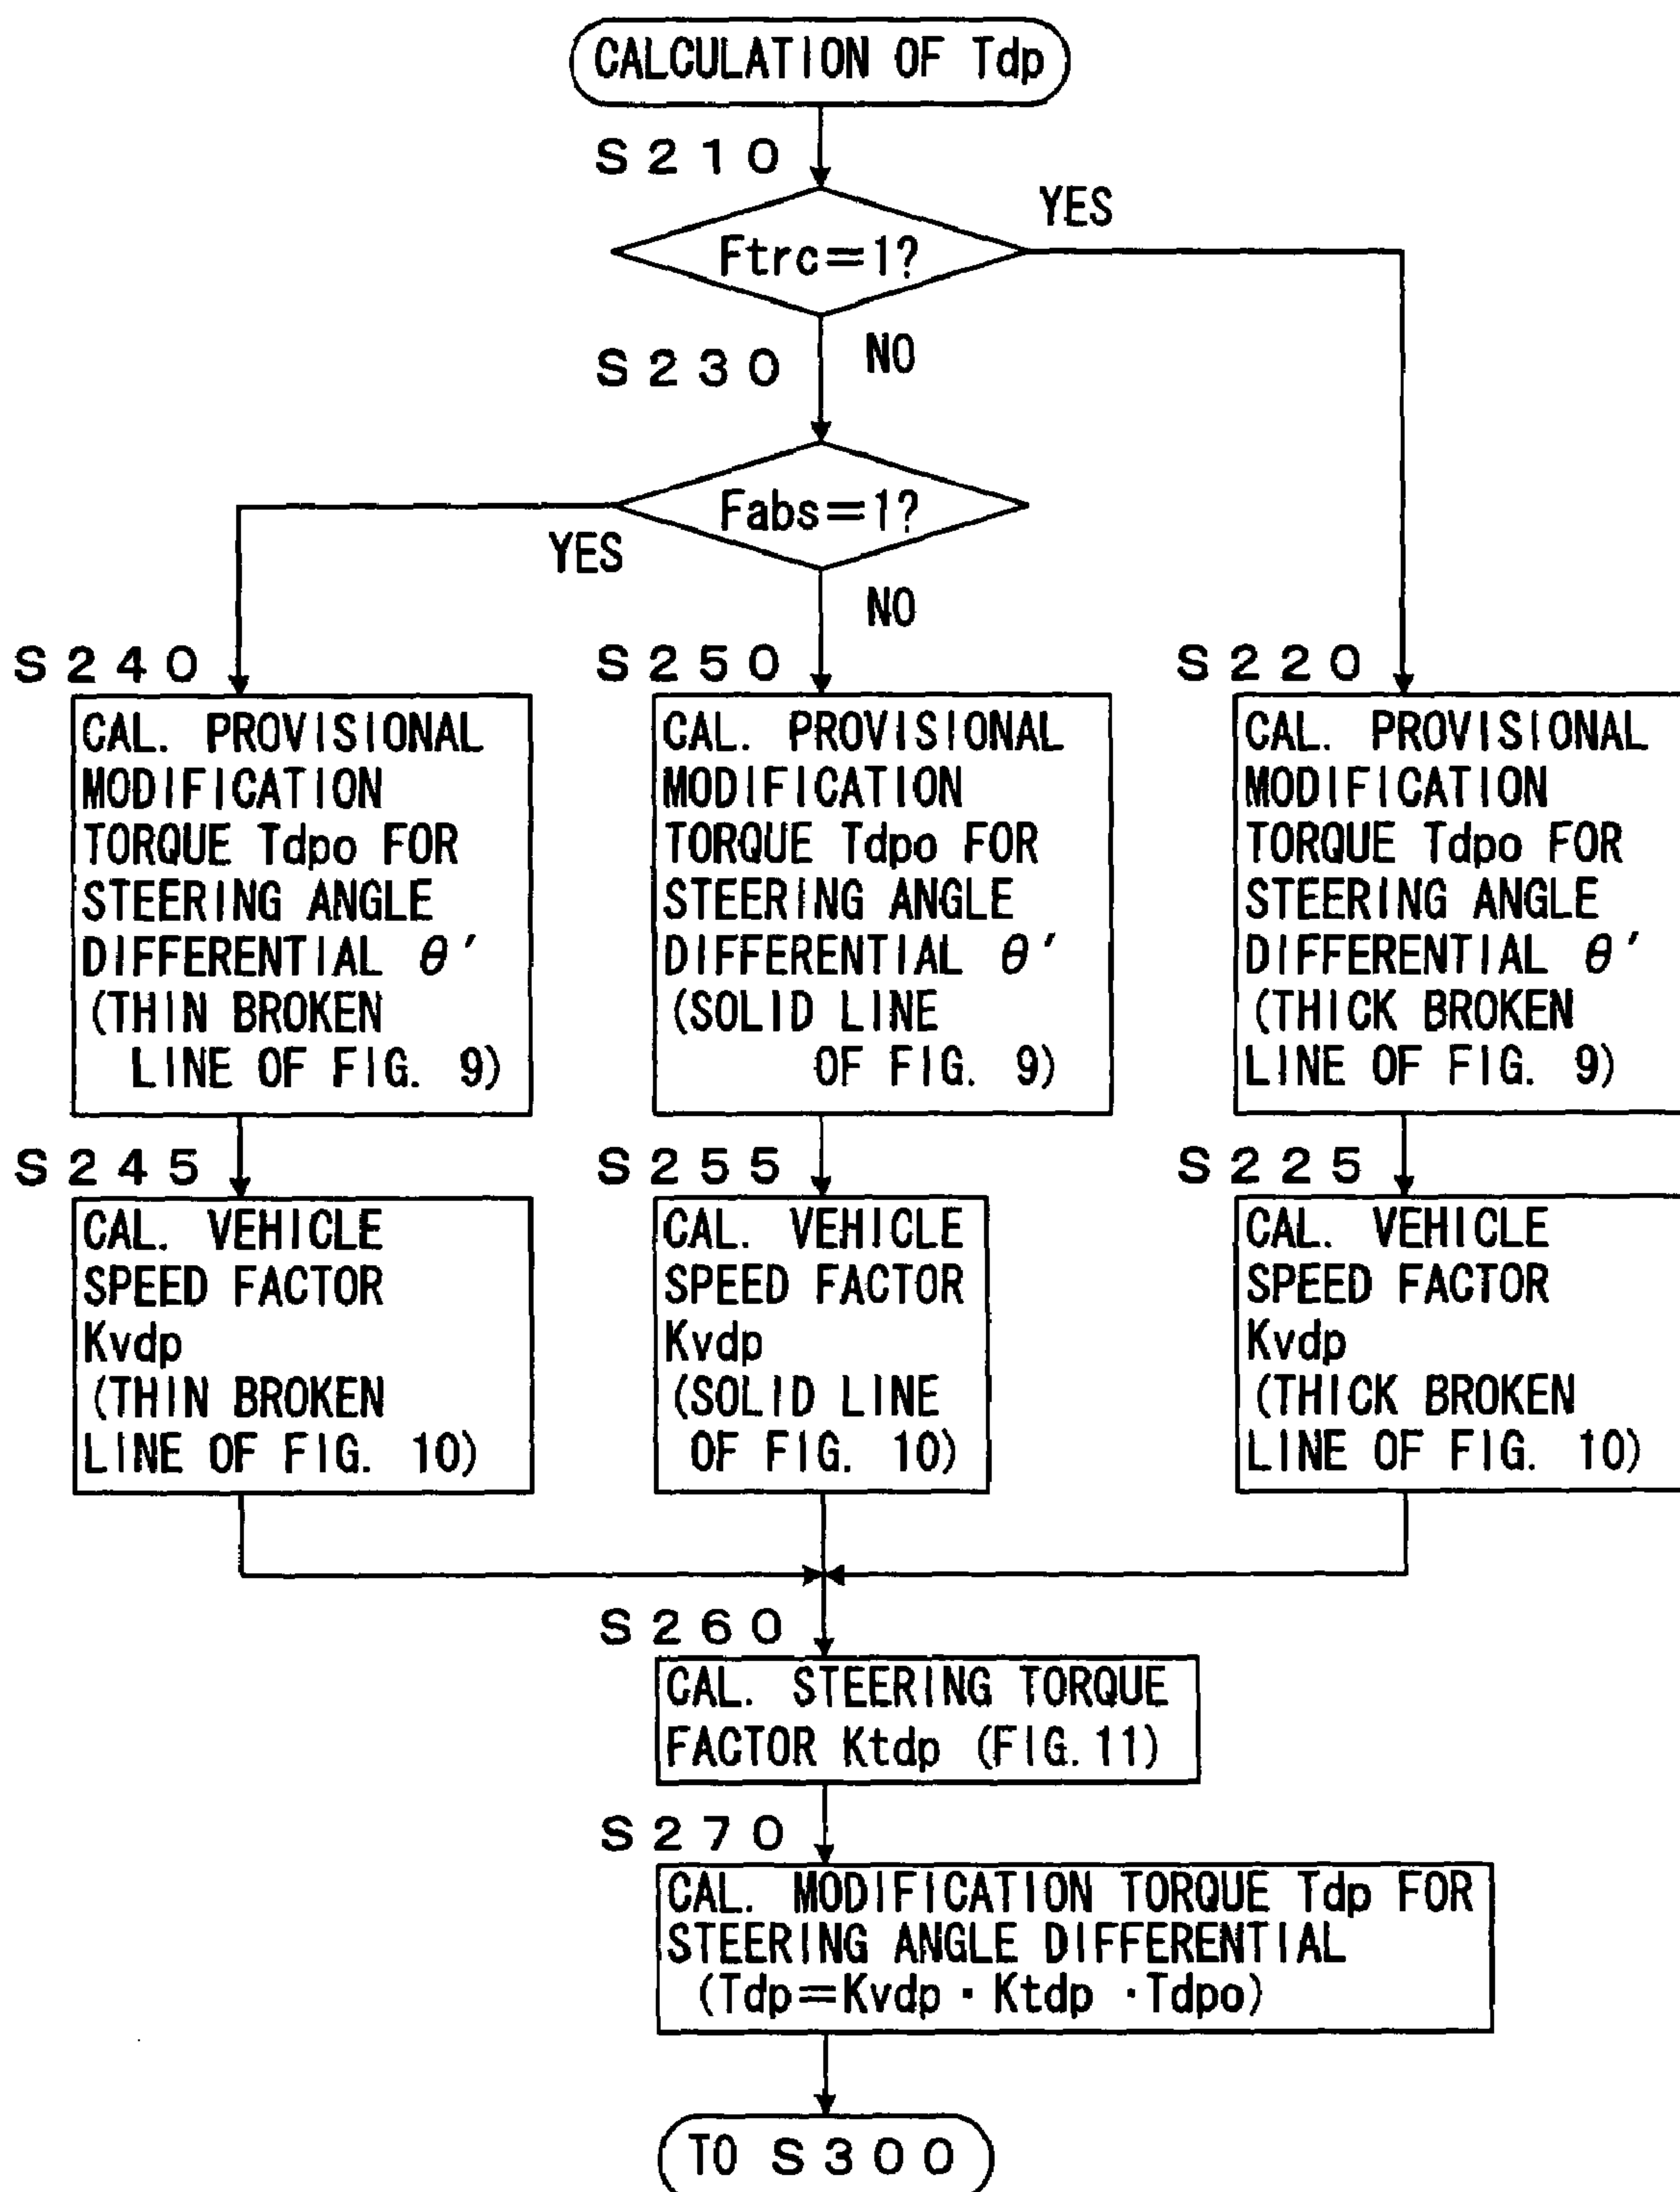 CALCULATION OF Tdp
S210
Ftrc=1?
YES
NO
S230
Fabs=1?
YES
NO
S240
CAL. PROVISIONAL
MODIFICATION
TORQUE Tdpo FOR
STEERING ANGLE
DIFFERENTIAL θ'
(THIN BROKEN
LINE OF FIG. 9)
S250
CAL. PROVISIONAL
MODIFICATION
TORQUE Tdpo FOR
STEERING ANGLE
DIFFERENTIAL θ'
(SOLID LINE
OF FIG. 9)
S220
CAL. PROVISIONAL
MODIFICATION
TORQUE Tdpo FOR
STEERING ANGLE
DIFFERENTIAL θ'
(THICK BROKEN
LINE OF FIG. 9)
S245
CAL. VEHICLE
SPEED FACTOR
Kvdp
(THIN BROKEN
LINE OF FIG. 10)
S255
CAL. VEHICLE
SPEED FACTOR
Kvdp
(SOLID LINE
OF FIG. 10)
S225
CAL. VEHICLE
SPEED FACTOR
Kvdp
(THICK BROKEN
LINE OF FIG. 10)
S260
CAL. STEERING TORQUE
FACTOR Ktdp (FIG.11)
S270
CAL. MODIFICATION TORQUE Tdp FOR
STEERING ANGLE DIFFERENTIAL
(Tdp=Kvdp・Ktdp・Tdpo)
TO S300